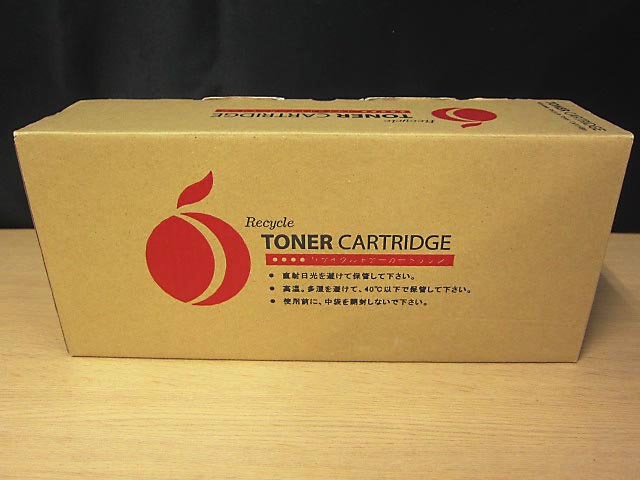 TONER CARTRIDGE
Recycle
Recycle
TONER CARTRIDGE
リサイクルトナーカートリッジ
● 直射日光を避けて保管して下さい。
● 高温。多湿を避けて、40℃以下で保管して下さい。
● 使用前に、中袋を開封しないで下さい。